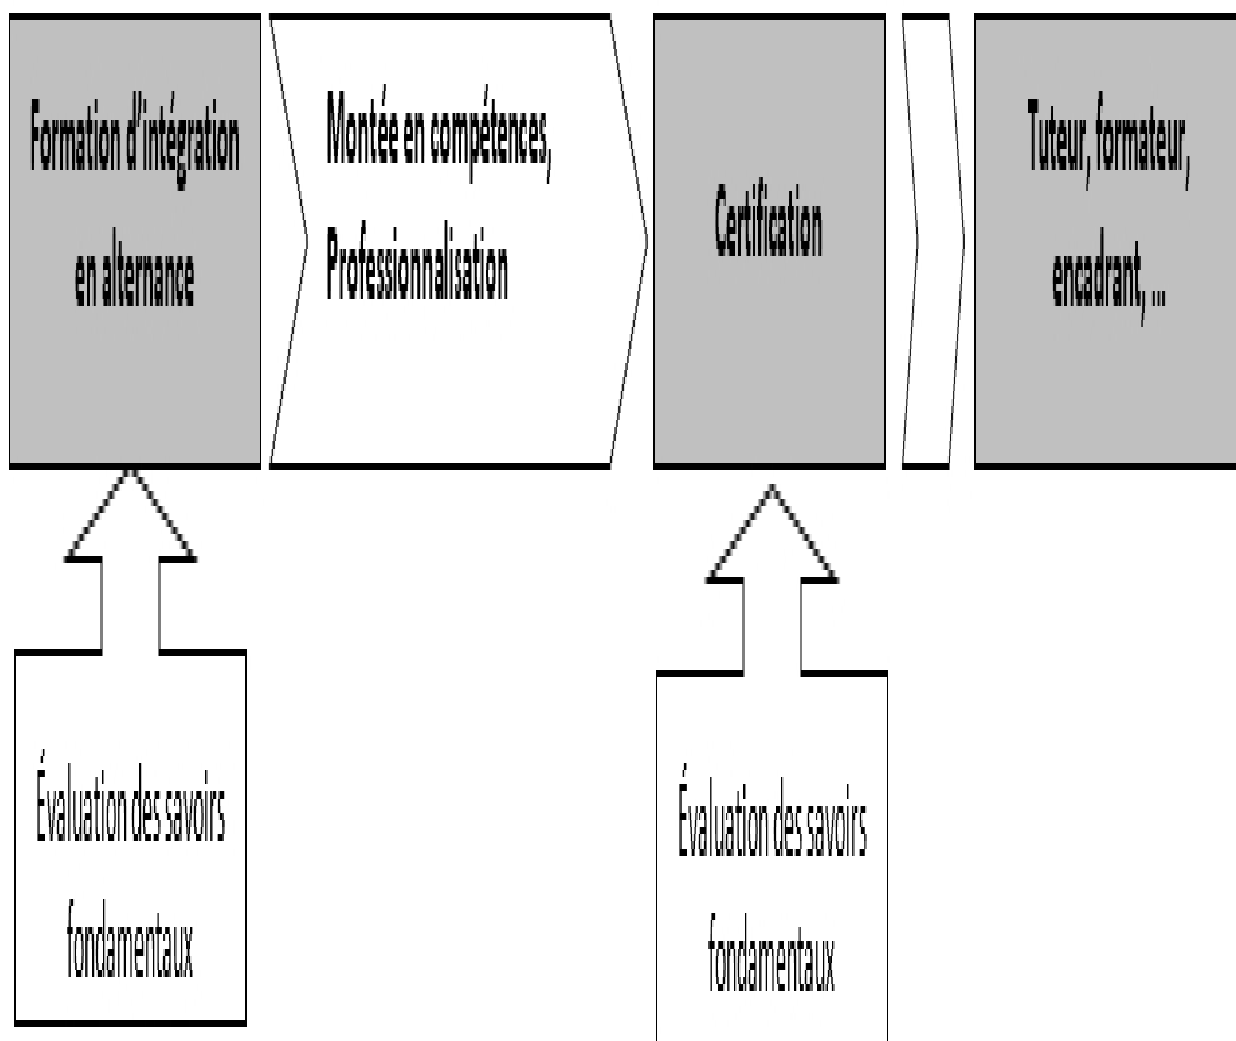 Formation d'intégration
en alternance
Montée en compétences,
Professionnalisation
Certification
Tuteur, formateur,
encadrant, ...
Évaluation des savoirs
fondamentaux
Évaluation des savoirs
fondamentaux